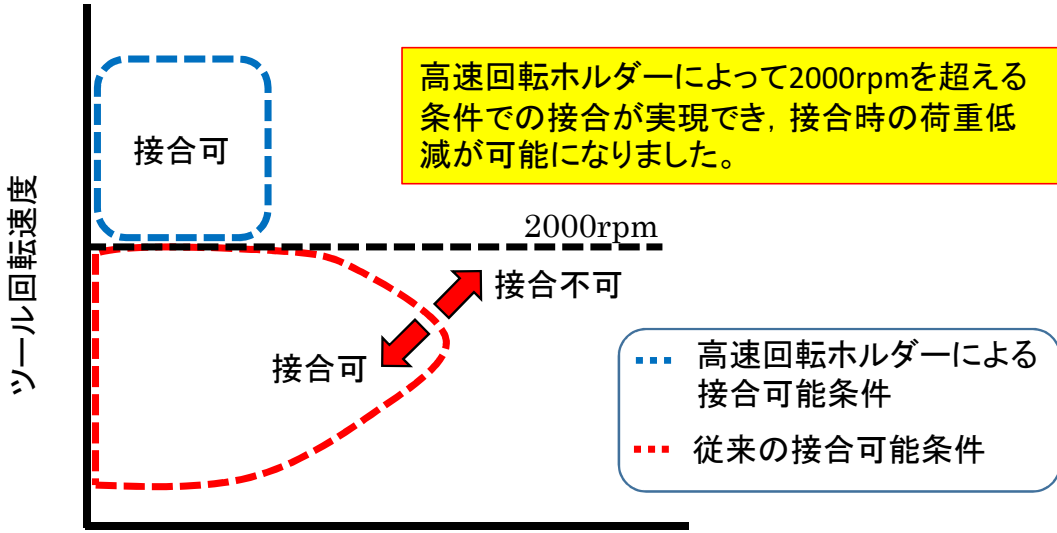 高速回転ホルダーによって2000rpmを超える
条件での接合が実現でき，接合時の荷重低
減が可能になりました。
接合可
ツール回転速度
2000rpm
接合不可
接合可
高速回転ホルダーによる
接合可能条件
従来の接合可能条件